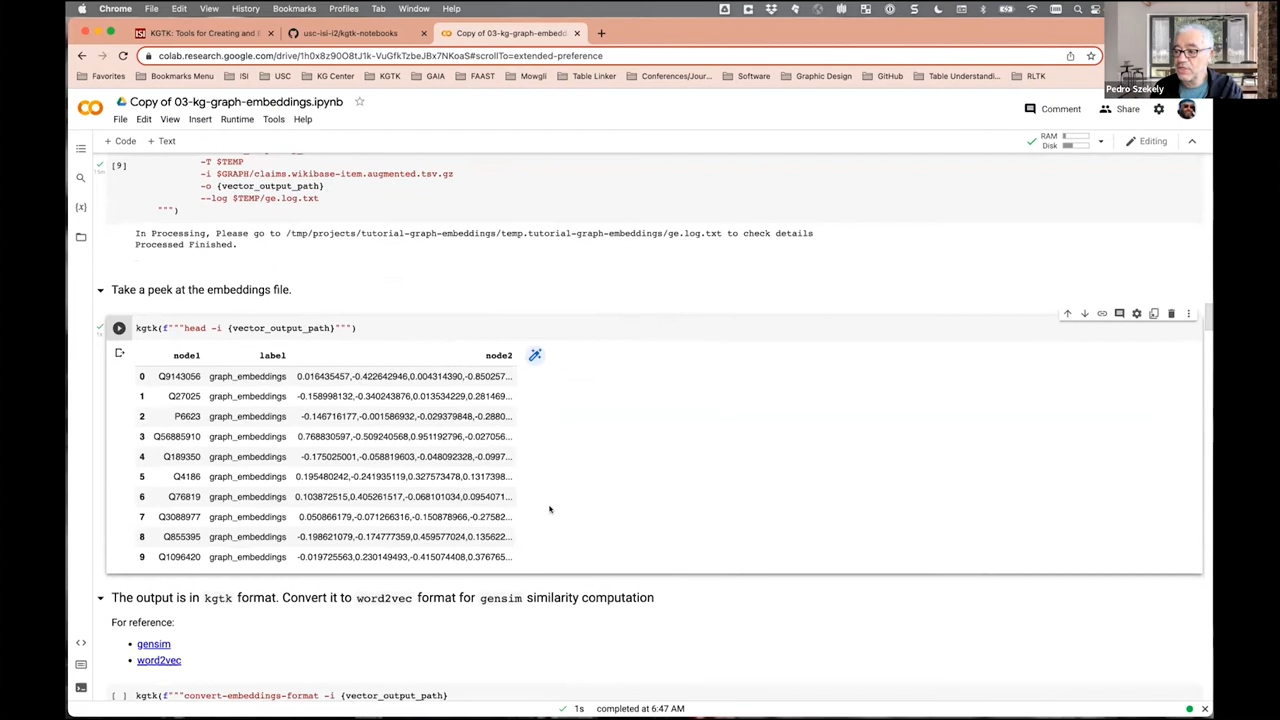 Chrome File Edit View History Bookmarks Profiles Tab Window Help
KGTK: Tools for Creating and E
usc-isi-i2/kgtk-notebooks
Copy of 03-kg-graph-embedd
colab.research.google.com/drive/1h0x8z90O8tJ1k-VuGfkTzbeJBx7NKoaS#scrollTo=extended-preference
Favorites Bookmarks Menu ISI USC KG Center KGTK GAIA FAAST Mowgli Table Linker Conferences/Jour... Software Graphic Design GitHub Table Understandi... RLTK
Pedro Szekely
Copy of 03-kg-graph-embeddings.ipynb
Comment Share
File Edit View Insert Runtime Tools Help
+ Code + Text
RAM
Disk
Editing
[9]
-T $TEMP
-i $GRAPH/claims.wikibase-item.augmented.tsv.gz
-o {vector_output_path}
--log $TEMP/ge.log.txt
""")
In Processing, Please go to /tmp/projects/tutorial-graph-embeddings/temp.tutorial-graph-embeddings/ge.log.txt to check details
Processed Finished.
Take a peek at the embeddings file.
kgtk(f"""head -i {vector_output_path}""")
1s
node1 label node2
0 Q9143056 graph_embeddings 0.016435457,-0.422642946,0.004314390,-0.850257...
1 Q27025 graph_embeddings -0.158998132,-0.340243876,0.013534229,0.281469...
2 P6623 graph_embeddings -0.146716177,-0.001586932,-0.029379848,-0.2880...
3 Q56885910 graph_embeddings 0.768830597,-0.509240568,0.951192796,-0.027056...
4 Q189350 graph_embeddings -0.175025001,-0.058819603,-0.048092328,-0.0997...
5 Q4186 graph_embeddings 0.195480242,-0.241935119,0.327573478,0.1317398...
6 Q76819 graph_embeddings 0.103872515,0.405261517,-0.068101034,0.0954071...
7 Q3088977 graph_embeddings 0.050866179,-0.071266316,-0.150878966,-0.27582...
8 Q855395 graph_embeddings -0.198621079,-0.174777359,0.459577024,0.135622...
9 Q1096420 graph_embeddings -0.019725563,0.230149493,-0.415074408,0.376765...
The output is in kgtk format. Convert it to word2vec format for gensim similarity computation
For reference:
• gensim
• word2vec
[ ] kgtk(f"""convert-embeddings-format -i {vector_output_path}
1s completed at 6:47 AM